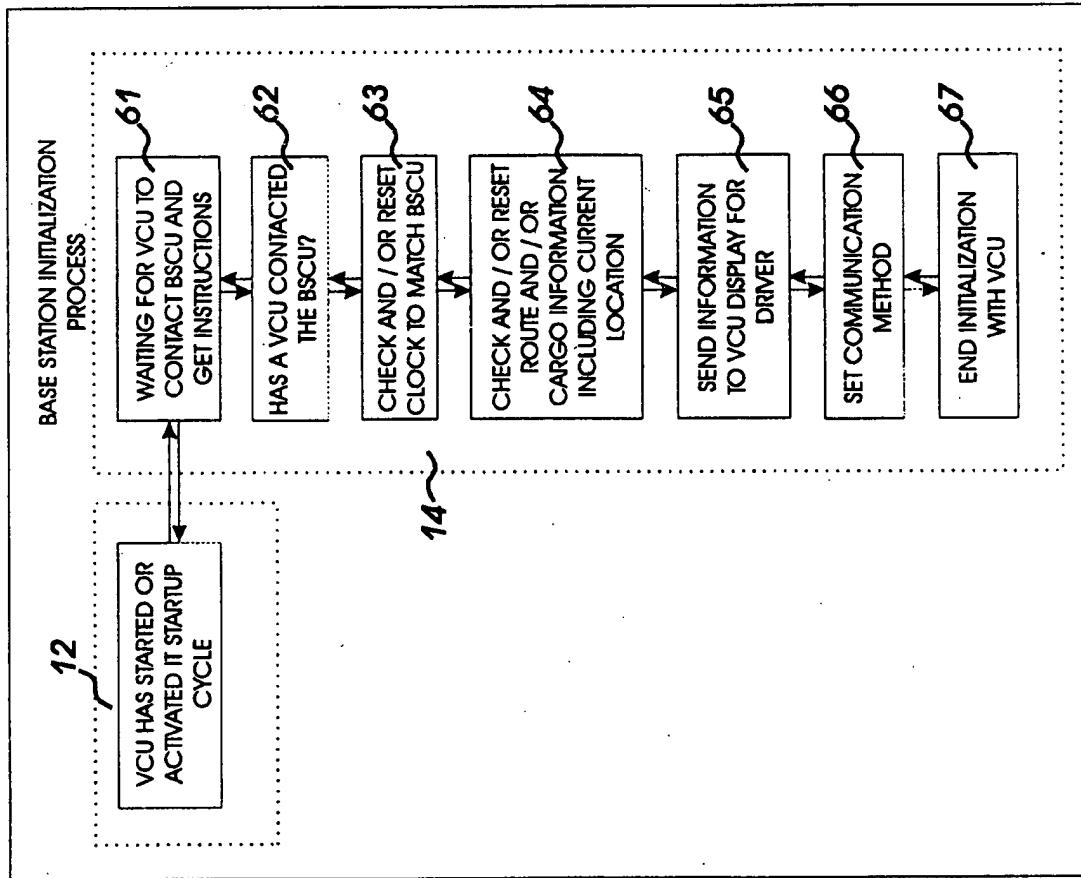 BASE STATION INITIALIZATION
PROCESS
12
VCU HAS STARTED OR
ACTIVATED IT STARTUP
CYCLE
14
61
WAITING FOR VCU TO
CONTACT BSCU AND
GET INSTRUCTIONS
62
HAS A VCU CONTACTED
THE BSCU?
63
CHECK AND / OR RESET
CLOCK TO MATCH BSCU
64
CHECK AND / OR RESET
ROUTE AND / OR
CARGO INFORMATION
INCLUDING CURRENT
LOCATION
65
SEND INFORMATION
TO VCU DISPLAY FOR
DRIVER
66
SET COMMUNICATION
METHOD
67
END INITIALIZATION
WITH VCU